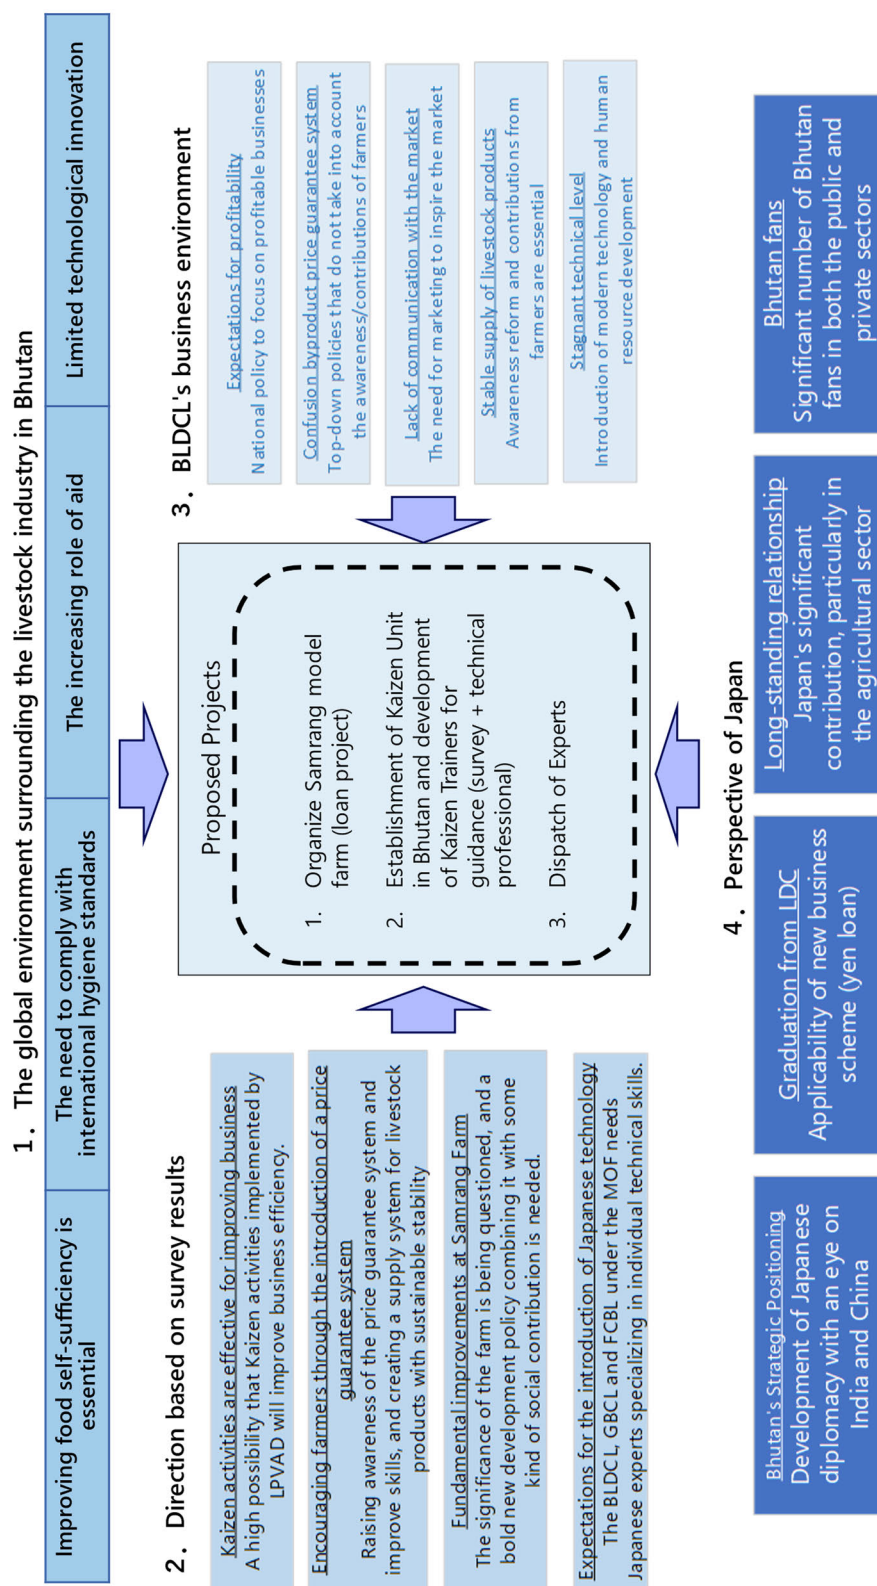 1. The global environment surrounding the livestock industry in Bhutan
Improving food self-sufficiency is
essential
The need to comply with
international hygiene standards
The increasing role of aid
Limited technological innovation
2. Direction based on survey results
Kaizen activities are effective for improving business
A high possibility that Kaizen activities implemented by
LPVAD will improve business efficiency.
Encouraging farmers through the introduction of a price
guarantee system
Raising awareness of the price guarantee system and
improve skills, and creating a supply system for livestock
products with sustainable stability
Fundamental improvements at Samrang Farm
The significance of the farm is being questioned, and a
bold new development policy combining it with some
kind of social contribution is needed.
Expectations for the introduction of Japanese technology
The BLDCL, GBCL and FCBL under the MOF needs
Japanese experts specializing in individual technical skills.
Proposed Projects
1. Organize Samrang model
farm (loan project)
2. Establishment of Kaizen Unit
in Bhutan and development
of Kaizen Trainers for
guidance (survey + technical
professional)
3. Dispatch of Experts
3. BLDCL's business environment
Expectations for profitability
National policy to focus on profitable businesses
Confusion byproduct price guarantee system
Top-down policies that do not take into account
the awareness/contributions of farmers
Lack of communication with the market
The need for marketing to inspire the market
Stable supply of livestock products
Awareness reform and contributions from
farmers are essential
Stagnant technical level
Introduction of modern technology and human
resource development
4. Perspective of Japan
Bhutan's Strategic Positioning
Development of Japanese
diplomacy with an eye on
India and China
Graduation from LDC
Applicability of new business
scheme (yen loan)
Long-standing relationship
Japan's significant
contribution, particularly in
the agricultural sector
Bhutan fans
Significant number of Bhutan
fans in both the public and
private sectors